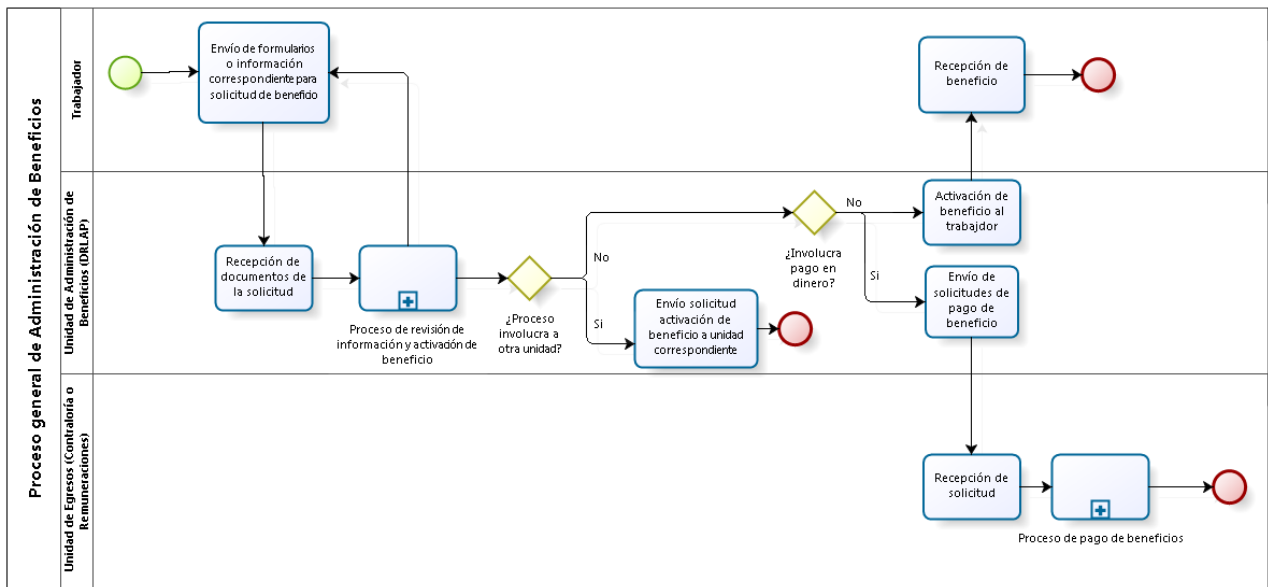 Proceso general de Administración de Beneficios
Trabajador
Envío de formularios
o información
correspondiente para
solicitud de beneficio
Recepción de
beneficio
Unidad de Administración de
Beneficios (DRLAP)
Recepción de
documentos de
la solicitud
Proceso de revisión de
información y activación de
beneficio
¿Proceso
involucra a
otra unidad?
No
Si
Envío solicitud
activación de
beneficio a unidad
correspondiente
¿Involucra
pago en
dinero?
No
Si
Activación de
beneficio al
trabajdor
Envío de
solicitudes de
pago de
beneficio
Unidad de Egresos (Contraloría o
Remuneraciones)
Recepción de
solicitud
Proceso de pago de beneficios